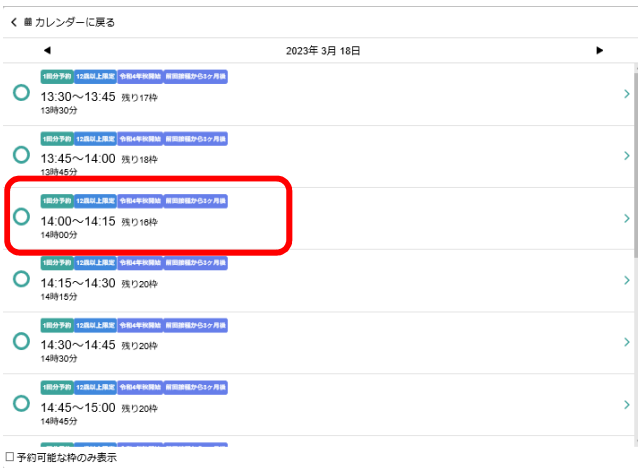 カレンダーに戻る
2023年 3月 18日
1回分予約 12歳以上限定 令和4年秋開始 前回接種から3ヶ月後
13:30～13:45 残り17枠
13時30分
1回分予約 12歳以上限定 令和4年秋開始 前回接種から3ヶ月後
13:45～14:00 残り18枠
13時45分
1回分予約 12歳以上限定 令和4年秋開始 前回接種から3ヶ月後
14:00～14:15 残り16枠
14時00分
1回分予約 12歳以上限定 令和4年秋開始 前回接種から3ヶ月後
14:15～14:30 残り20枠
14時15分
1回分予約 12歳以上限定 令和4年秋開始 前回接種から3ヶ月後
14:30～14:45 残り20枠
14時30分
1回分予約 12歳以上限定 令和4年秋開始 前回接種から3ヶ月後
14:45～15:00 残り20枠
14時45分
予約可能な枠のみ表示